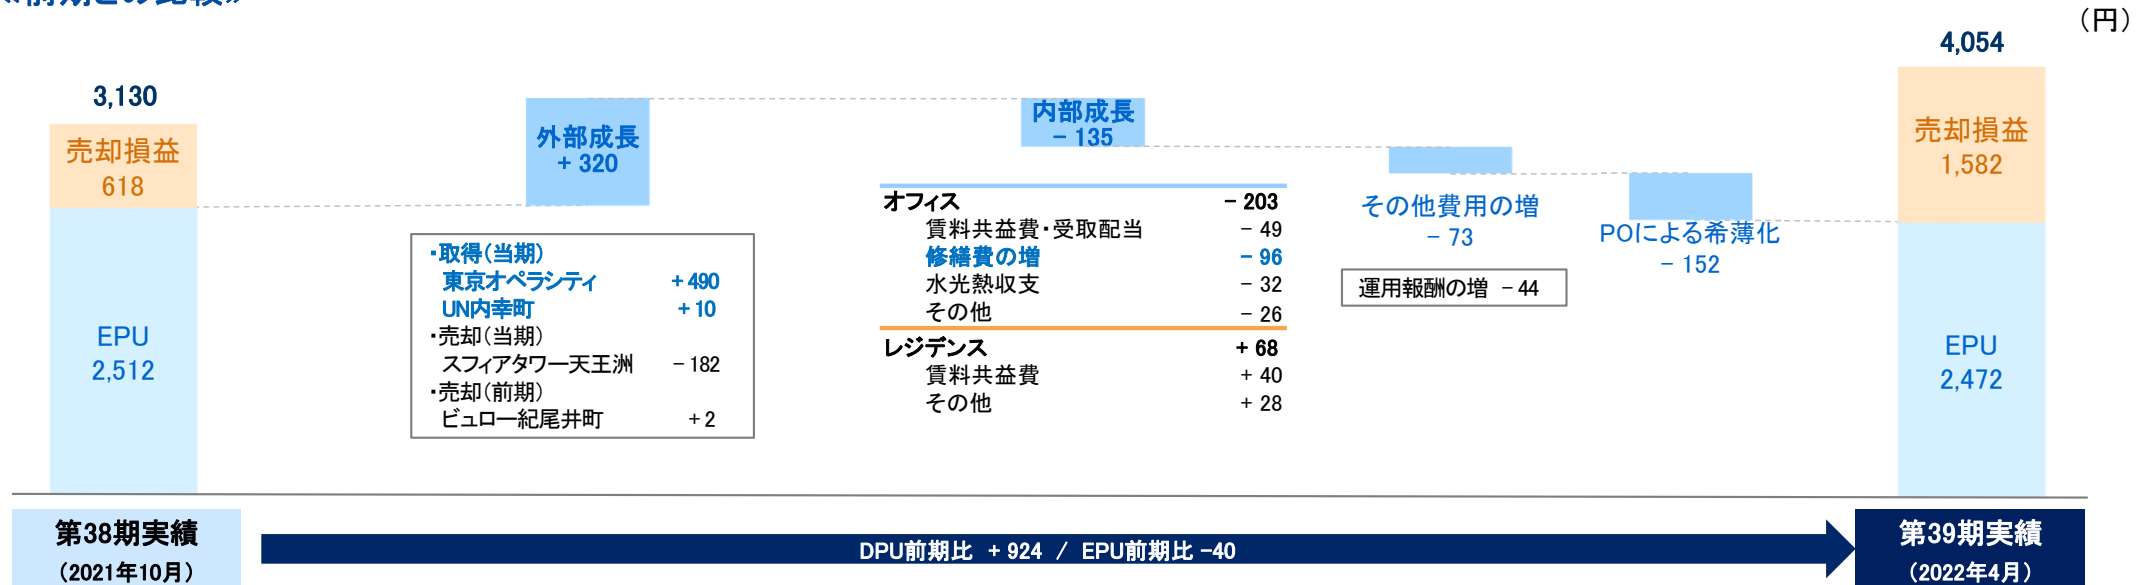 （円）
3,130
売却損益
618
EPU
2,512
外部成長
+ 320
・取得(当期)
東京オペラシティ +490
UN内幸町 +10
・売却(当期)
スフィアタワー天王洲 －182
・売却(前期)
ビュロー紀尾井町 +2
内部成長
－ 135
オフィス － 203
賃料共益費・受取配当 － 49
修繕費の増 － 96
水光熱収支 － 32
その他 － 26
レジデンス + 68
賃料共益費 + 40
その他 + 28
その他費用の増
－ 73
運用報酬の増 －44
POによる希薄化
－ 152
4,054
売却損益
1,582
EPU
2,472
第38期実績
（2021年10月）
DPU前期比 + 924 / EPU前期比 -40
第39期実績
（2022年4月）